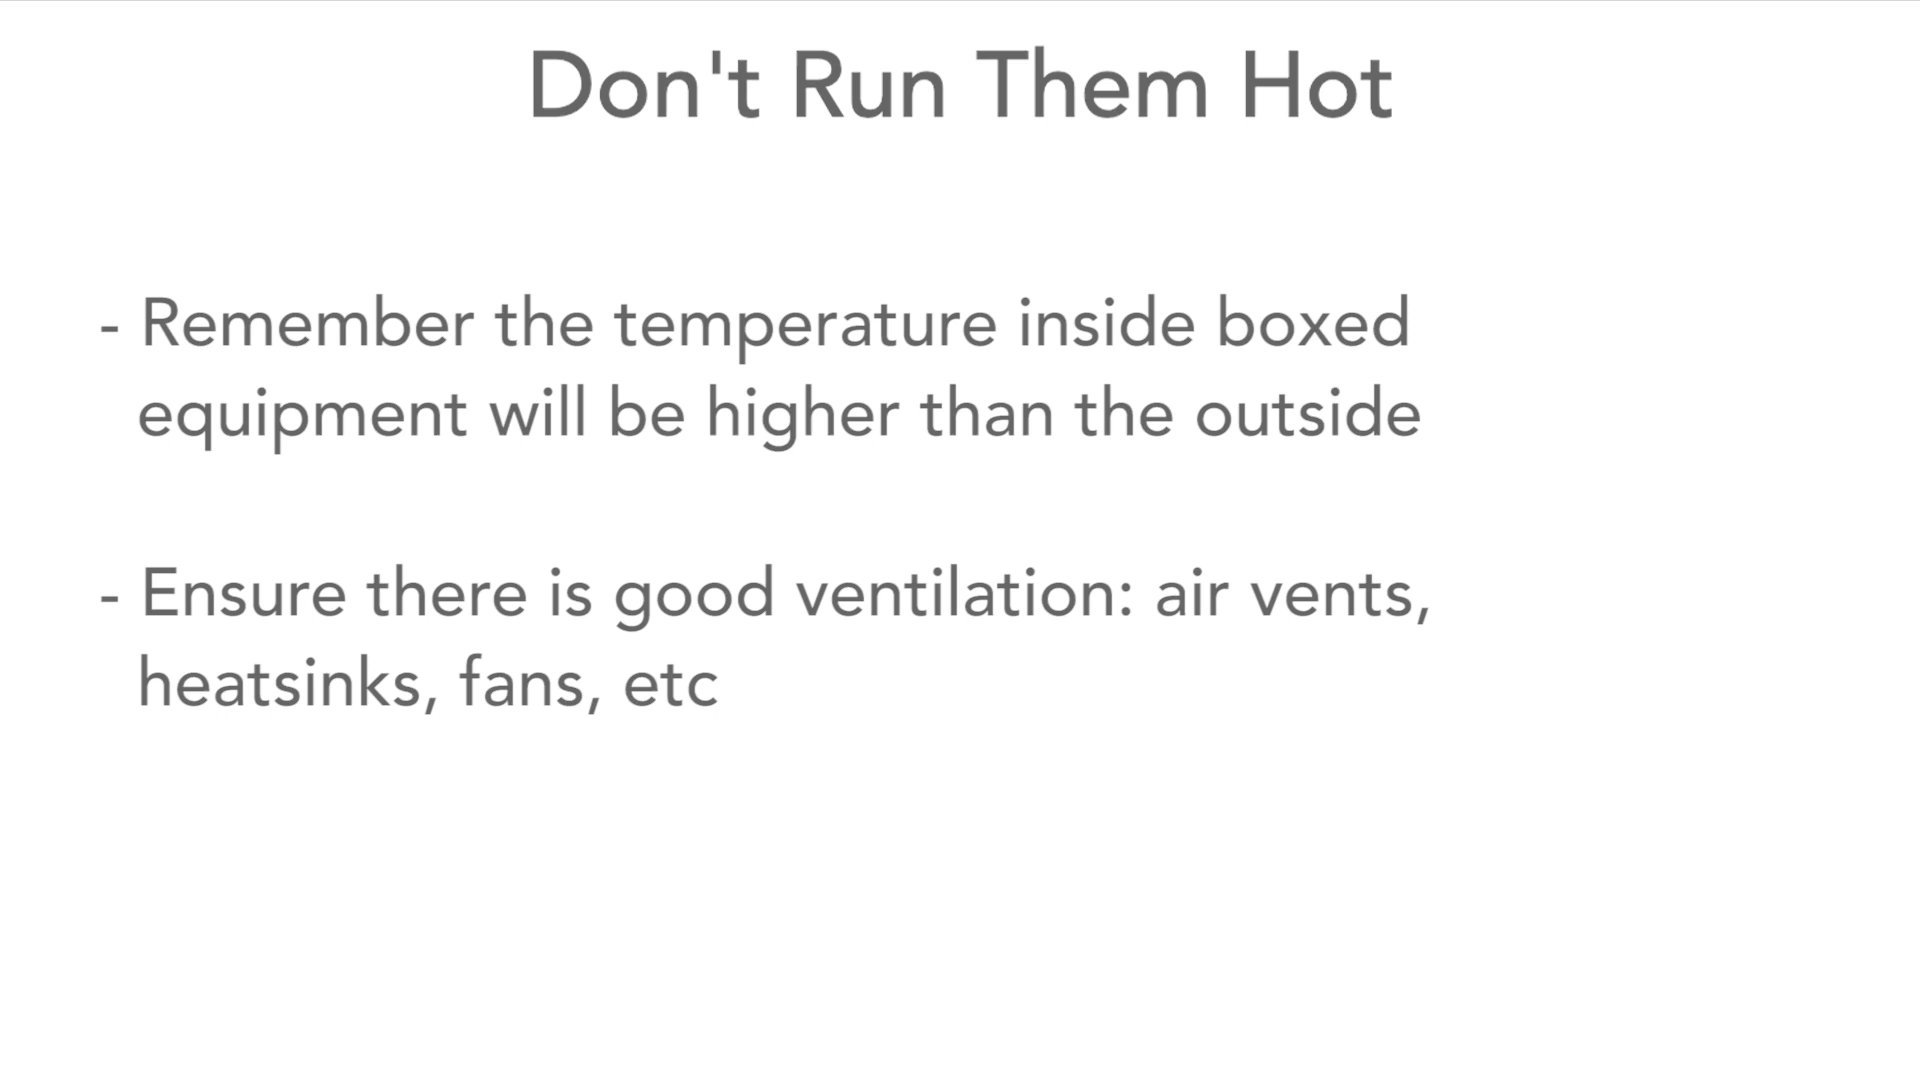 Don't Run Them Hot
- Remember the temperature inside boxed
equipment will be higher than the outside
- Ensure there is good ventilation: air vents,
heatsinks, fans, etc